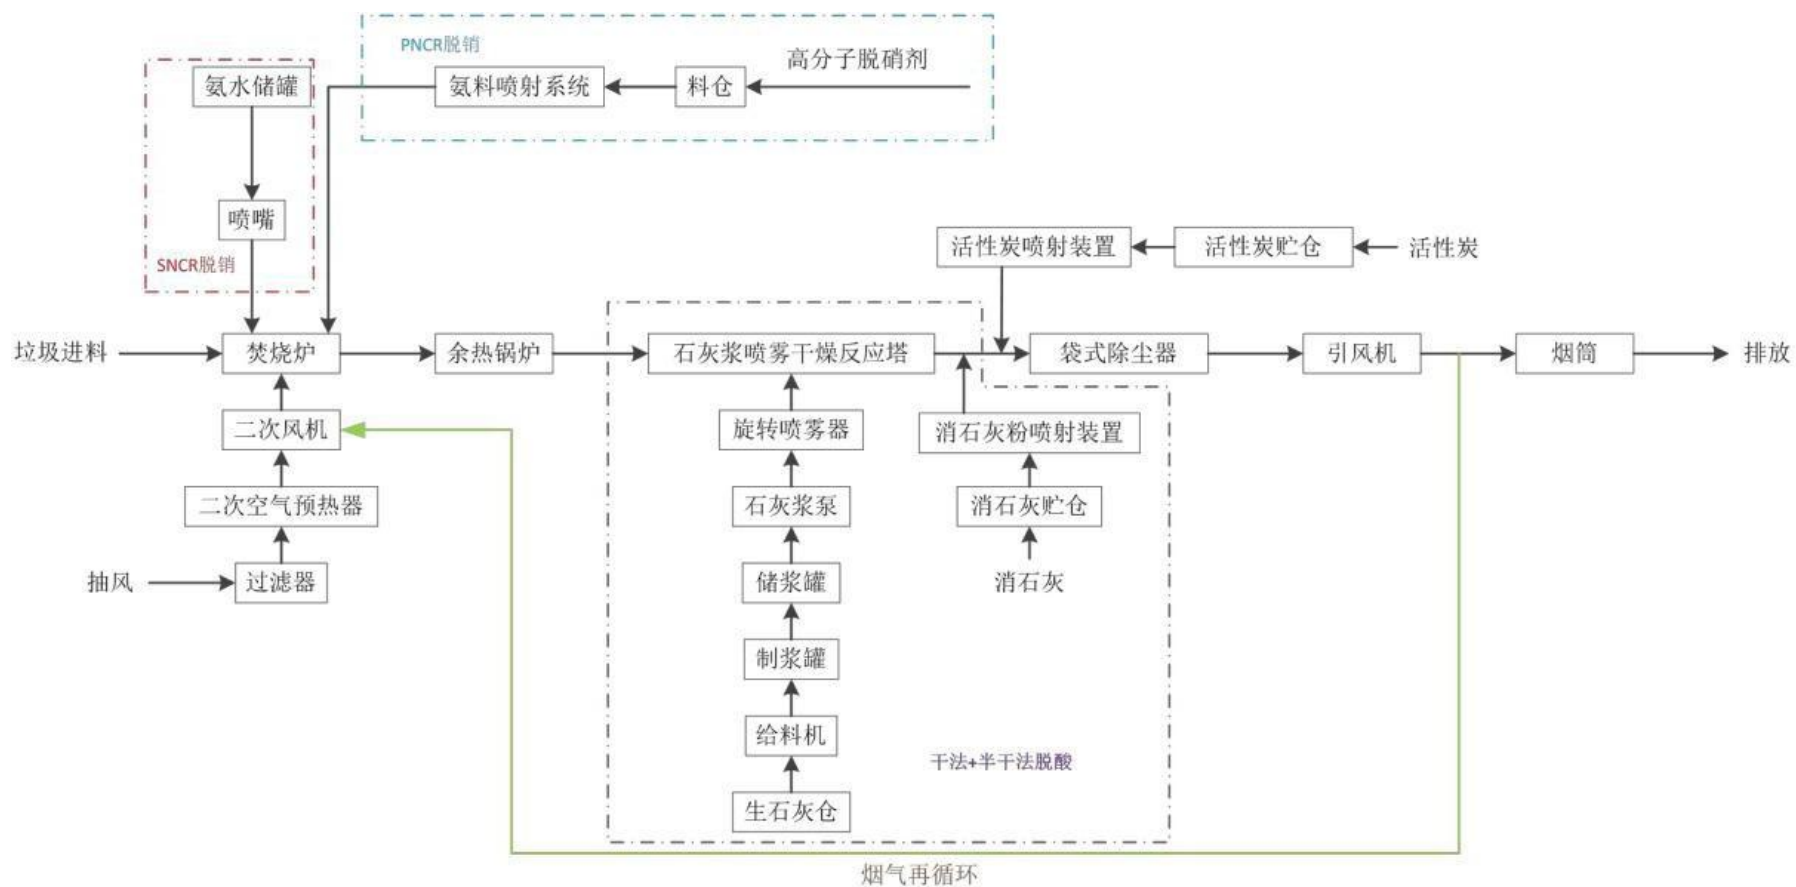 PNCR脱销
高分子脱硝剂
氨水储罐
氨料喷射系统
料仓
喷嘴
SNCR脱销
活性炭喷射装置
活性炭贮仓
活性炭
垃圾进料
焚烧炉
余热锅炉
石灰浆喷雾干燥反应塔
袋式除尘器
引风机
烟筒
排放
二次风机
旋转喷雾器
消石灰粉喷射装置
二次空气预热器
石灰浆泵
消石灰贮仓
抽风
过滤器
储浆罐
消石灰
制浆罐
给料机
干法+半干法脱酸
生石灰仓
烟气再循环